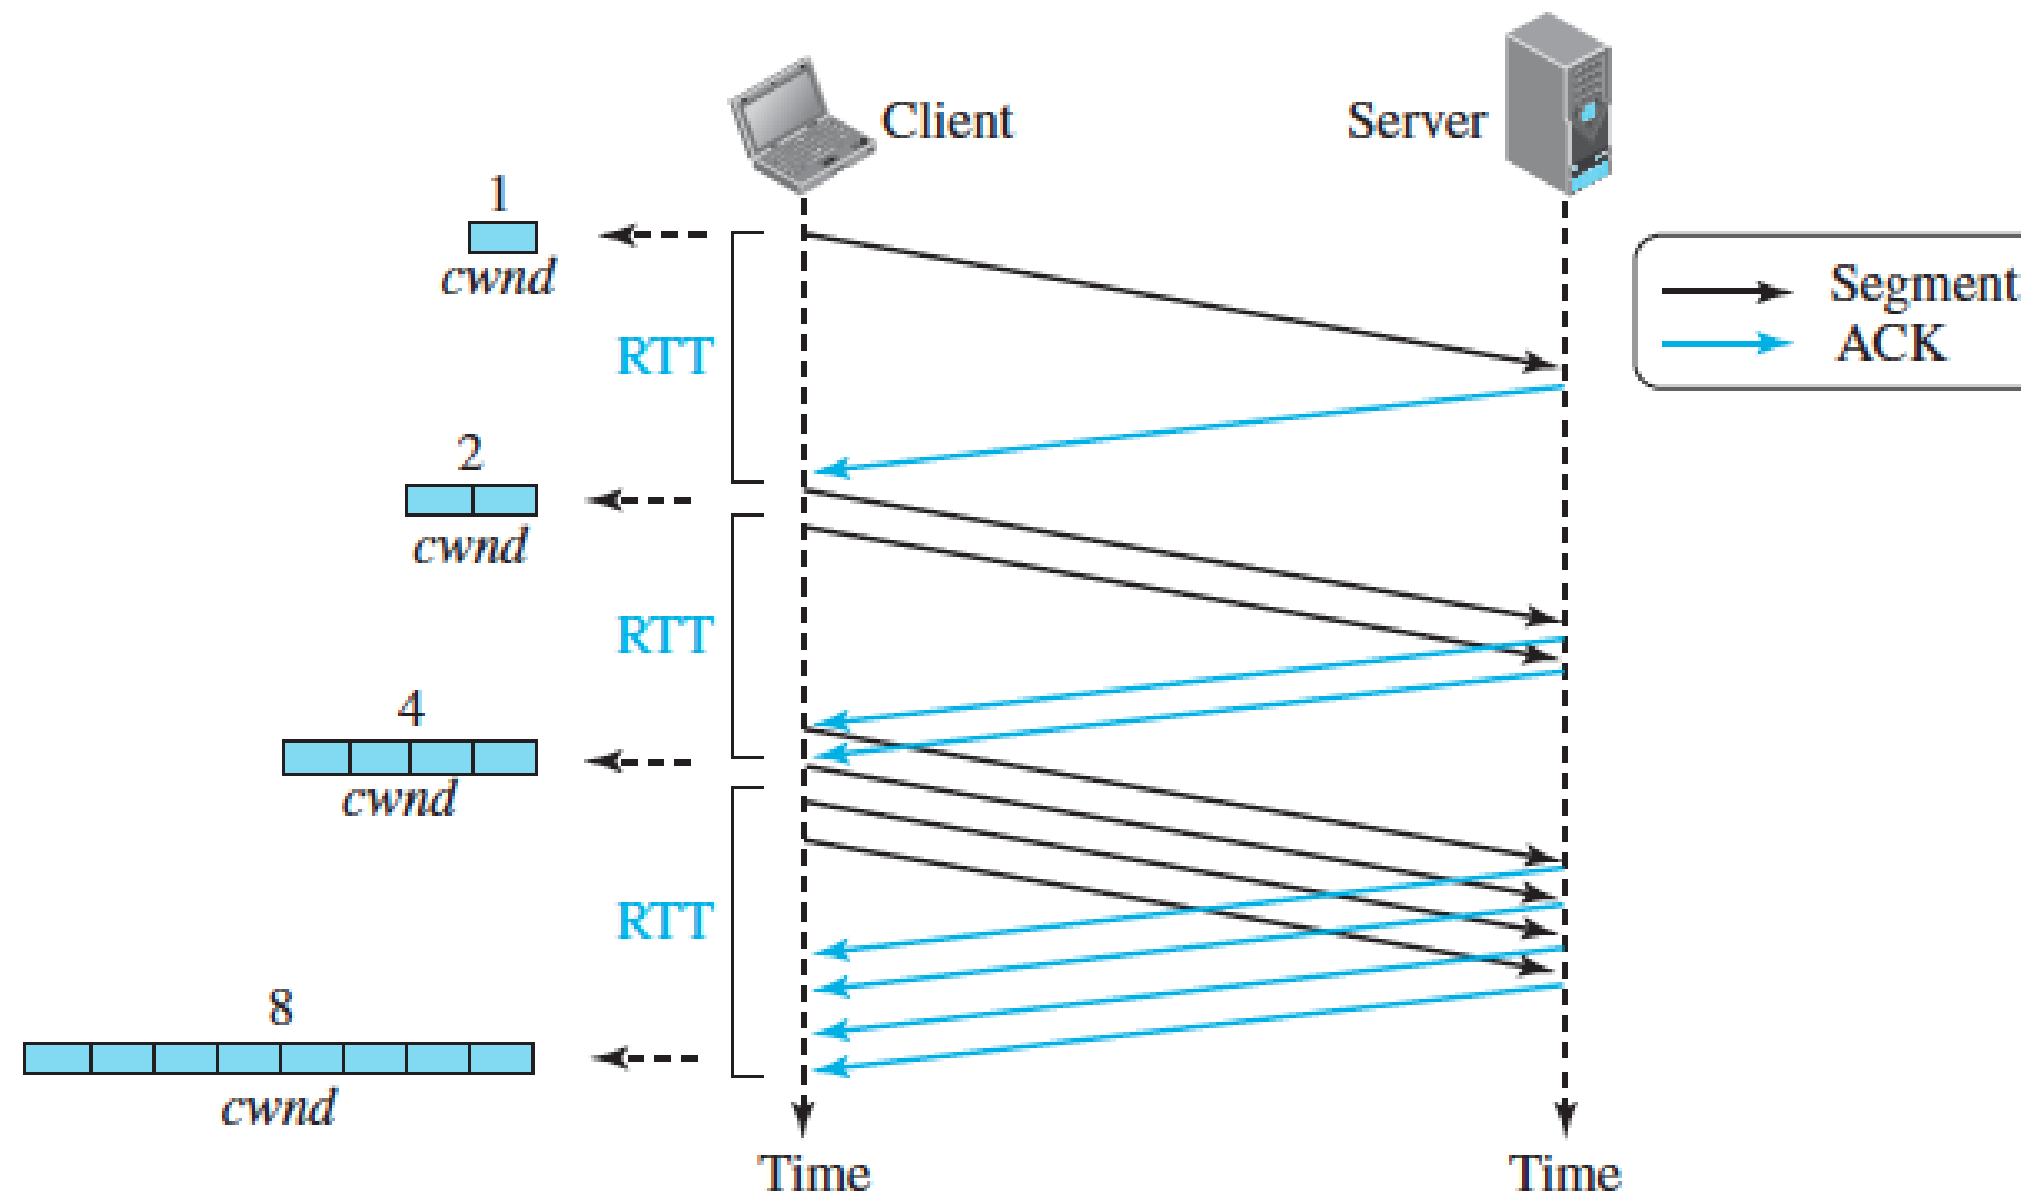 Client
Server
1
cwnd
Segment
ACK
RTT
2
cwnd
RTT
4
cwnd
RTT
8
cwnd
Time
Time